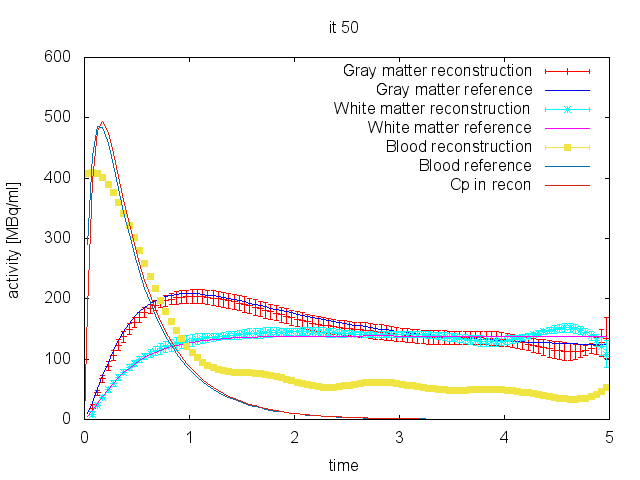 it 50
600
500
400
300
200
100
0
activity [MBq/ml]
Gray matter reconstruction
Gray matter reference
White matter reconstruction
White matter reference
Blood reconstruction
Blood reference
Cp in recon
0 1 2 3 4 5
time